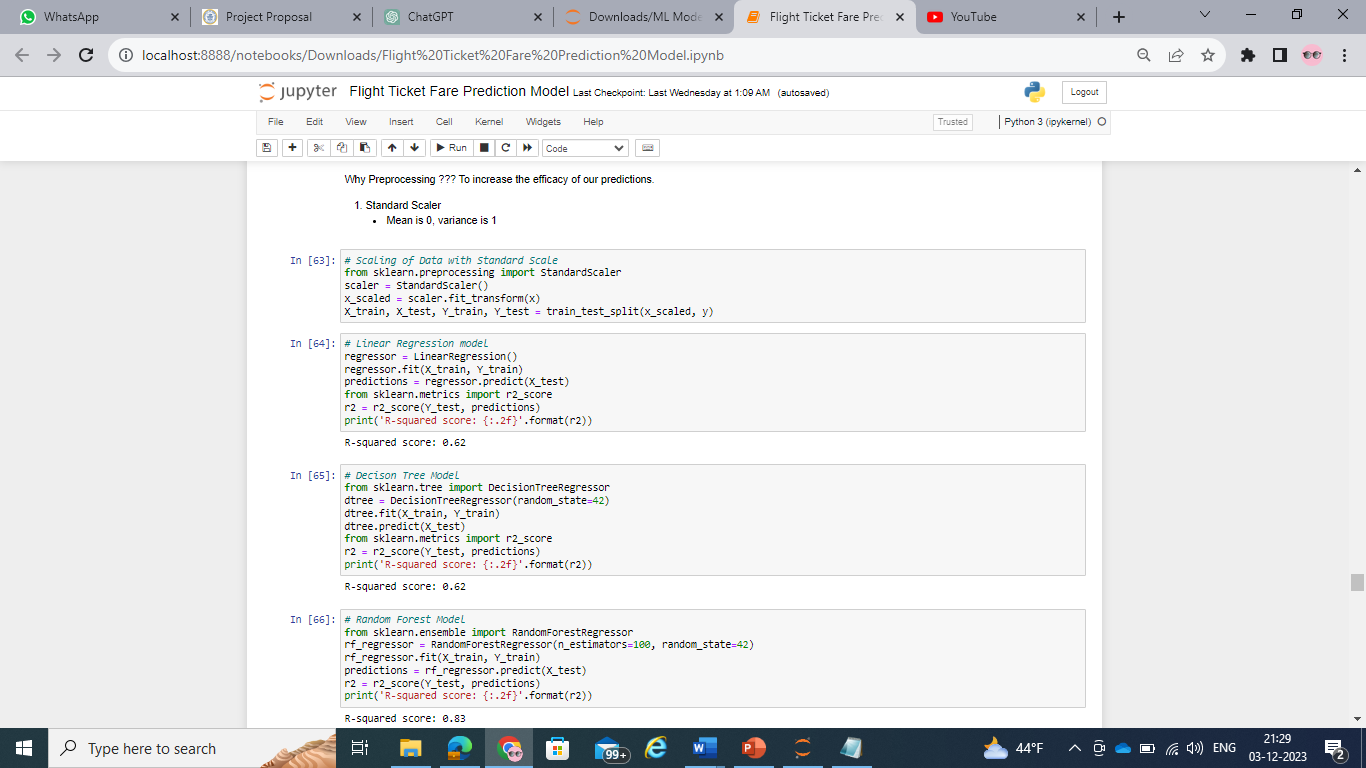 WhatsApp
Project Proposal
ChatGPT
Downloads/ML Mode
Flight Ticket Fare Pre
YouTube
localhost:8888/notebooks/Downloads/Flight%20Ticket%20Fare%20Prediction%20Model.ipynb
jupyter Flight Ticket Fare Prediction Model Last Checkpoint: Last Wednesday at 1:09 AM (autosaved)
Logout
File Edit View Insert Cell Kernel Widgets Help
Trusted
Python 3 (ipykernel)
Run
Code
Why Preprocessing ??? To increase the efficacy of our predictions.
1. Standard Scaler
• Mean is 0, variance is 1
In [63]:
# Scaling of Data with Standard Scale
from sklearn.preprocessing import StandardScaler
scaler = StandardScaler()
x_scaled = scaler.fit_transform(x)
X_train, X_test, Y_train, Y_test = train_test_split(x_scaled, y)
In [64]:
# Linear Regression model
regressor = LinearRegression()
regressor.fit(X_train, Y_train)
predictions = regressor.predict(X_test)
from sklearn.metrics import r2_score
r2 = r2_score(Y_test, predictions)
print('R-squared score: {:.2f}'.format(r2))
R-squared score: 0.62
In [65]:
# Decison Tree Model
from sklearn.tree import DecisionTreeRegressor
dtree = DecisionTreeRegressor(random_state=42)
dtree.fit(X_train, Y_train)
dtree.predict(X_test)
from sklearn.metrics import r2_score
r2 = r2_score(Y_test, predictions)
print('R-squared score: {:.2f}'.format(r2))
R-squared score: 0.62
In [66]:
# Random Forest Model
from sklearn.ensemble import RandomForestRegressor
rf_regressor = RandomForestRegressor(n_estimators=100, random_state=42)
rf_regressor.fit(X_train, Y_train)
predictions = rf_regressor.predict(X_test)
r2 = r2_score(Y_test, predictions)
print('R-squared score: {:.2f}'.format(r2))
R-squared score: 0.83
Type here to search
99+
44°F
ENG
21:29
03-12-2023
2